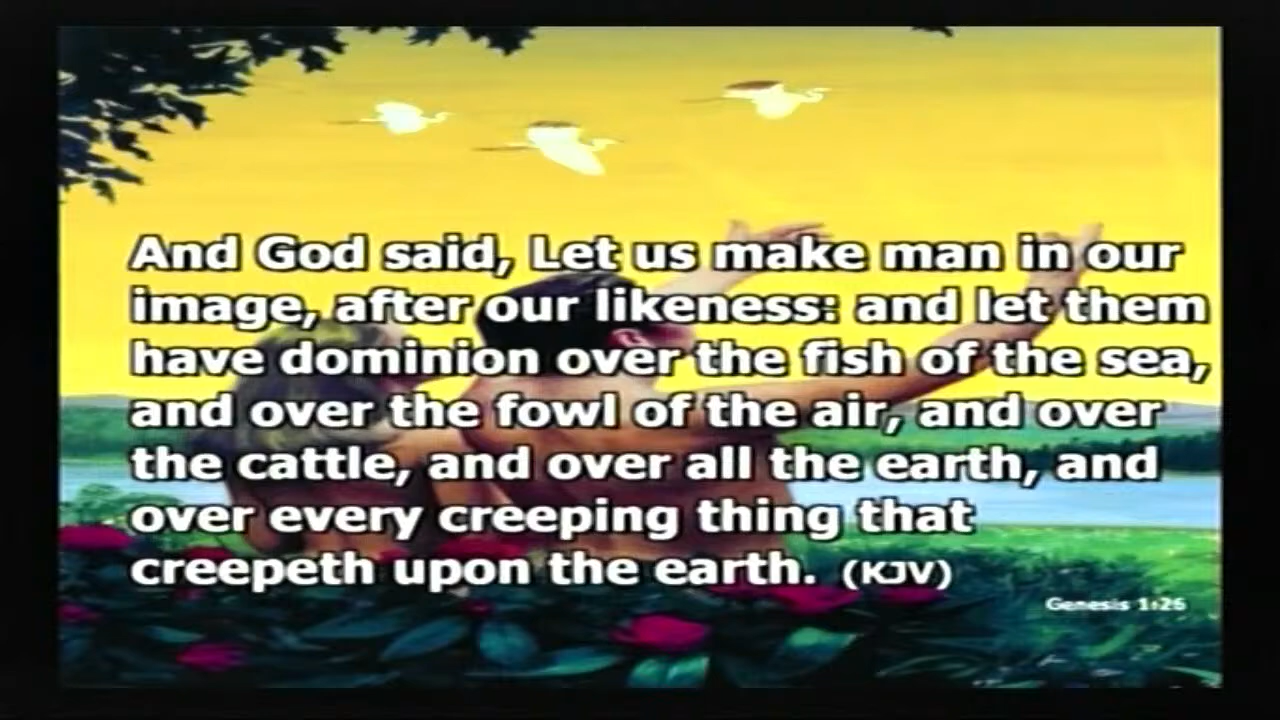 And God said, Let us make man in our
image, after our likeness: and let them
have dominion over the fish of the sea,
and over the fowl of the air, and over
the cattle, and over all the earth, and
over every creeping thing that
creepeth upon the earth. (KJV)
Genesis 1:26